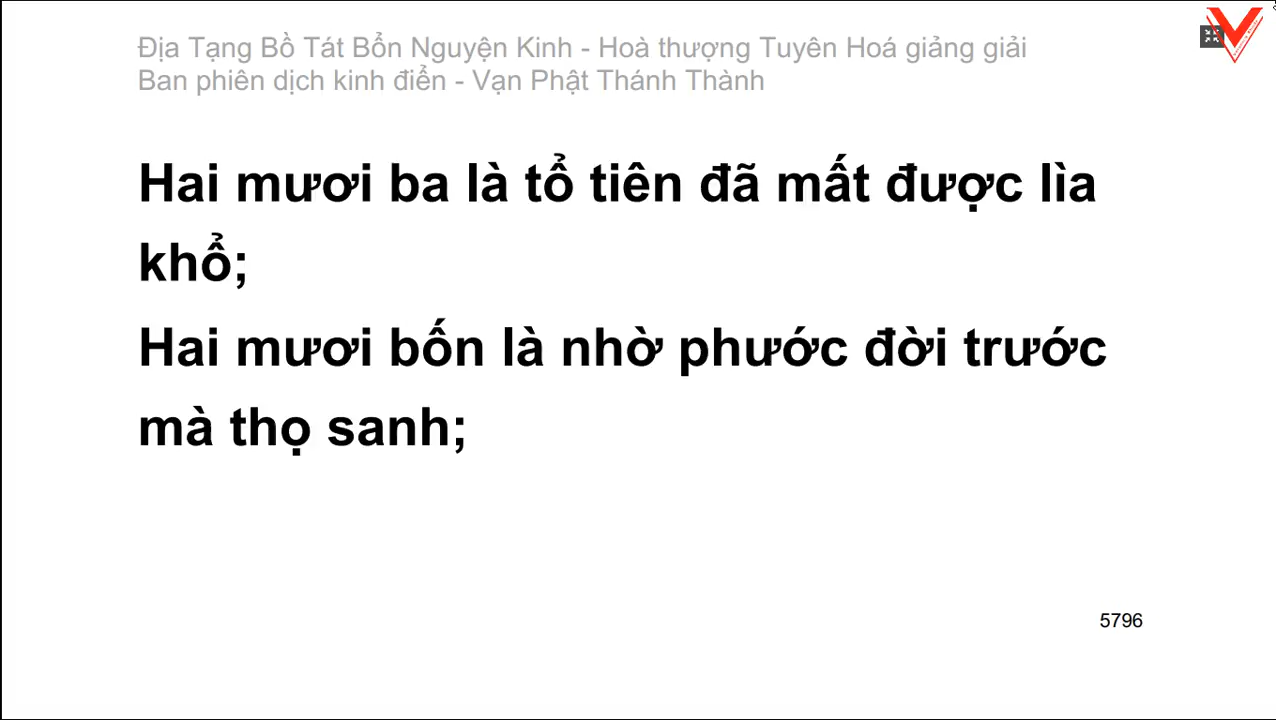 Địa Tạng Bồ Tát Bổn Nguyện Kinh - Hoà thượng Tuyên Hoá giảng giải
Ban phiên dịch kinh điển - Vạn Phật Thánh Thành
Hai mươi ba là tổ tiên đã mất được lìa
khổ;
Hai mươi bốn là nhờ phước đời trước
mà thọ sanh;
5796